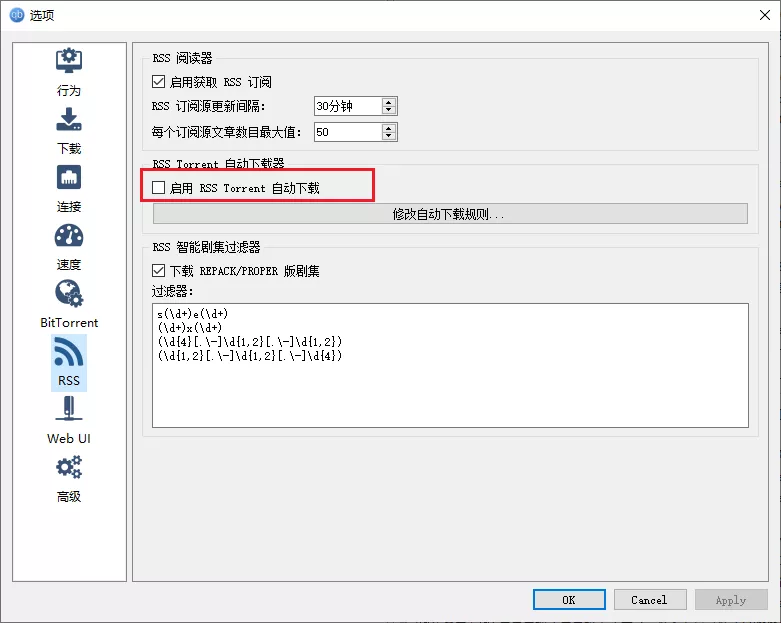 选项
行为
下载
连接
速度
BitTorrent
RSS
Web UI
高级
RSS 阅读器
启用获取 RSS 订阅
RSS 订阅源更新间隔: 30分钟
每个订阅源文章数目最大值: 50
RSS Torrent 自动下载器
启用 RSS Torrent 自动下载
修改自动下载规则...
RSS 智能剧集过滤器
下载 REPACK/PROPER 版剧集
过滤器:
s(\d+)e(\d+)
(\d+)x(\d+)
(\d{4}[.\-]\d{1,2}[.\-]\d{1,2})
(\d{1,2}[.\-]\d{1,2}[.\-]\d{4})
OK Cancel Apply